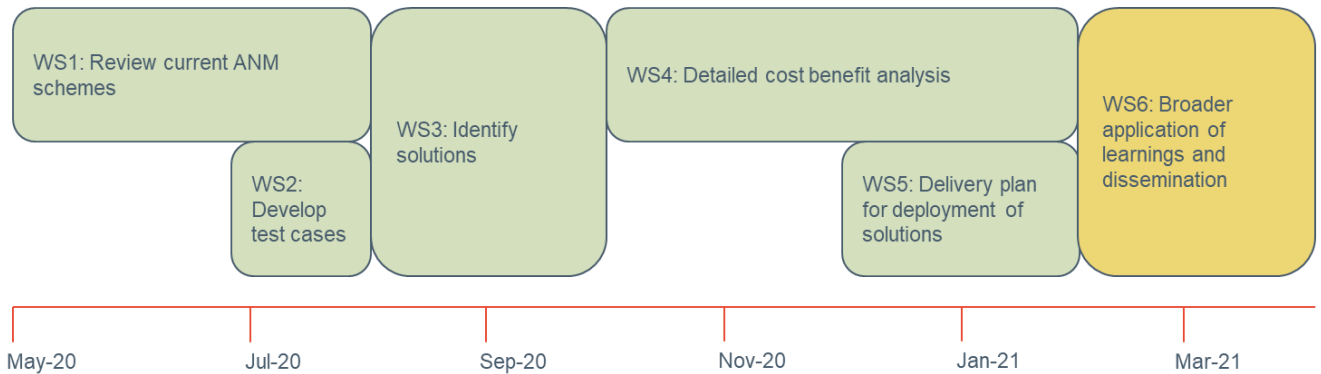 WS1: Review current ANM
schemes
WS2:
Develop
test cases
WS3: Identify
solutions
WS4: Detailed cost benefit analysis
WS5: Delivery plan
for deployment of
solutions
WS6: Broader
application of
learnings and
dissemination
May-20
Jul-20
Sep-20
Nov-20
Jan-21
Mar-21